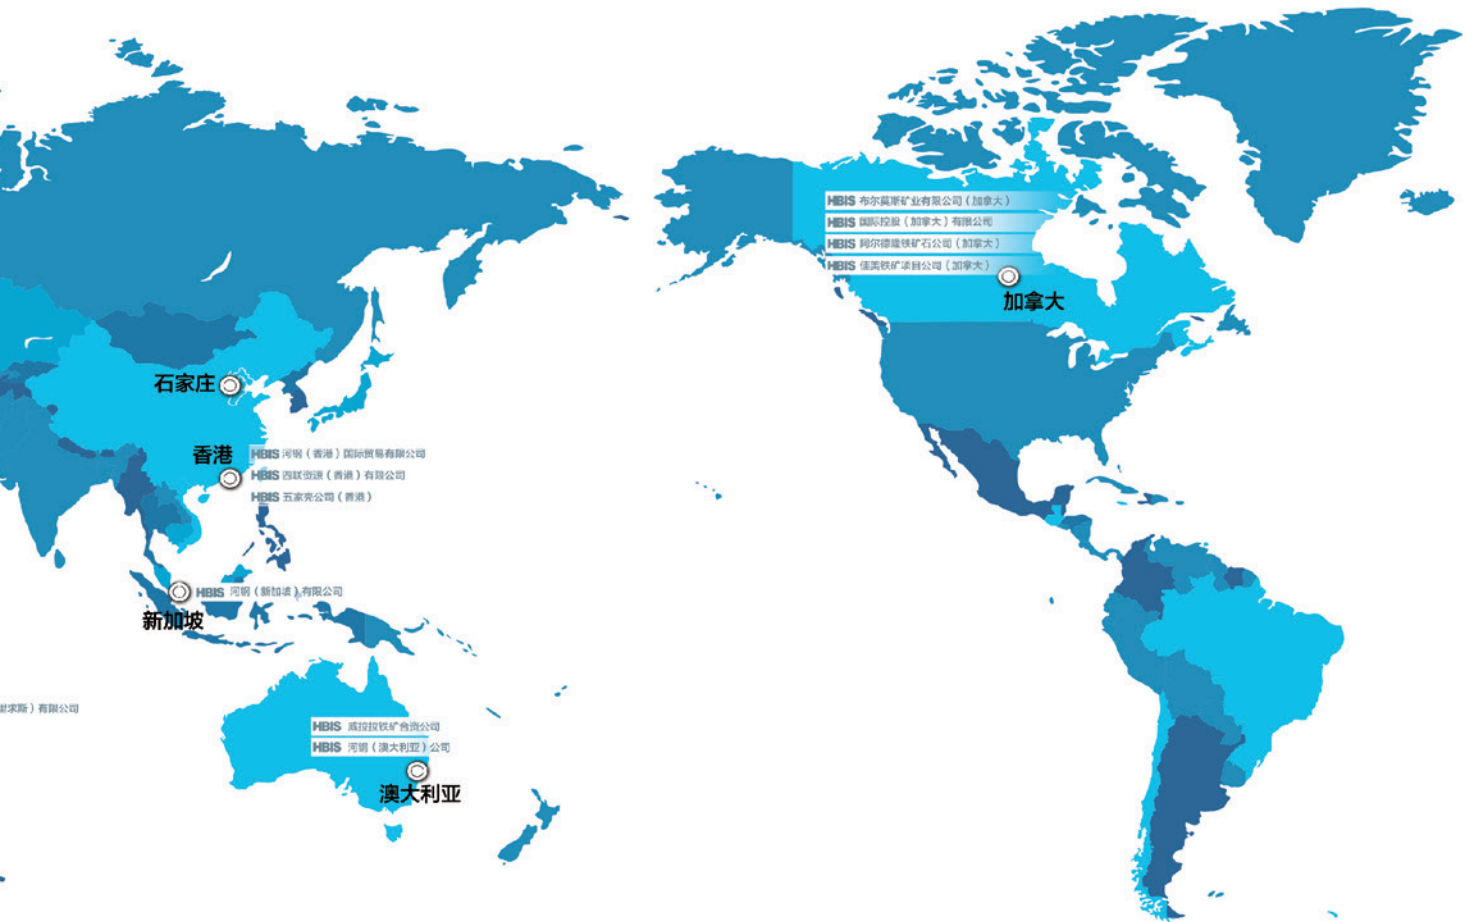 HBIS 布尔莫斯矿业有限公司（加拿大）
HBIS 国际控股（加拿大）有限公司
HBIS 阿尔德隆铁矿石公司（加拿大）
HBIS 佳美铁矿项目公司（加拿大）
加拿大
石家庄
香港
HBIS 河钢（香港）国际贸易有限公司
HBIS 四联资源（香港）有限公司
HBIS 五家壳公司（香港）
HBIS 河钢（新加坡）有限公司
新加坡
求斯）有限公司
HBIS 威拉拉铁矿合资公司
HBIS 河钢（澳大利亚）公司
澳大利亚